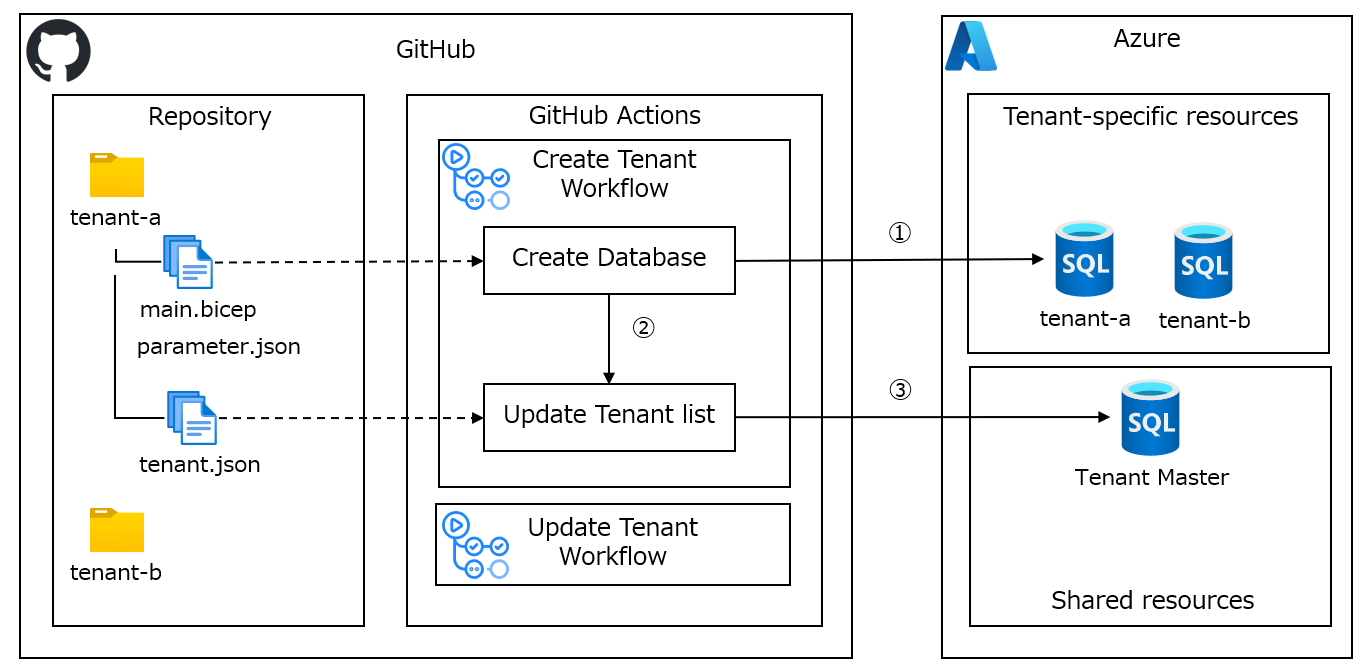 GitHub
Repository
tenant-a
main.bicep
parameter.json
tenant.json
tenant-b
GitHub Actions
Create Tenant
Workflow
Create Database
②
Update Tenant list
Update Tenant
Workflow
①
③
Azure
Tenant-specific resources
SQL
tenant-a
SQL
tenant-b
SQL
Tenant Master
Shared resources